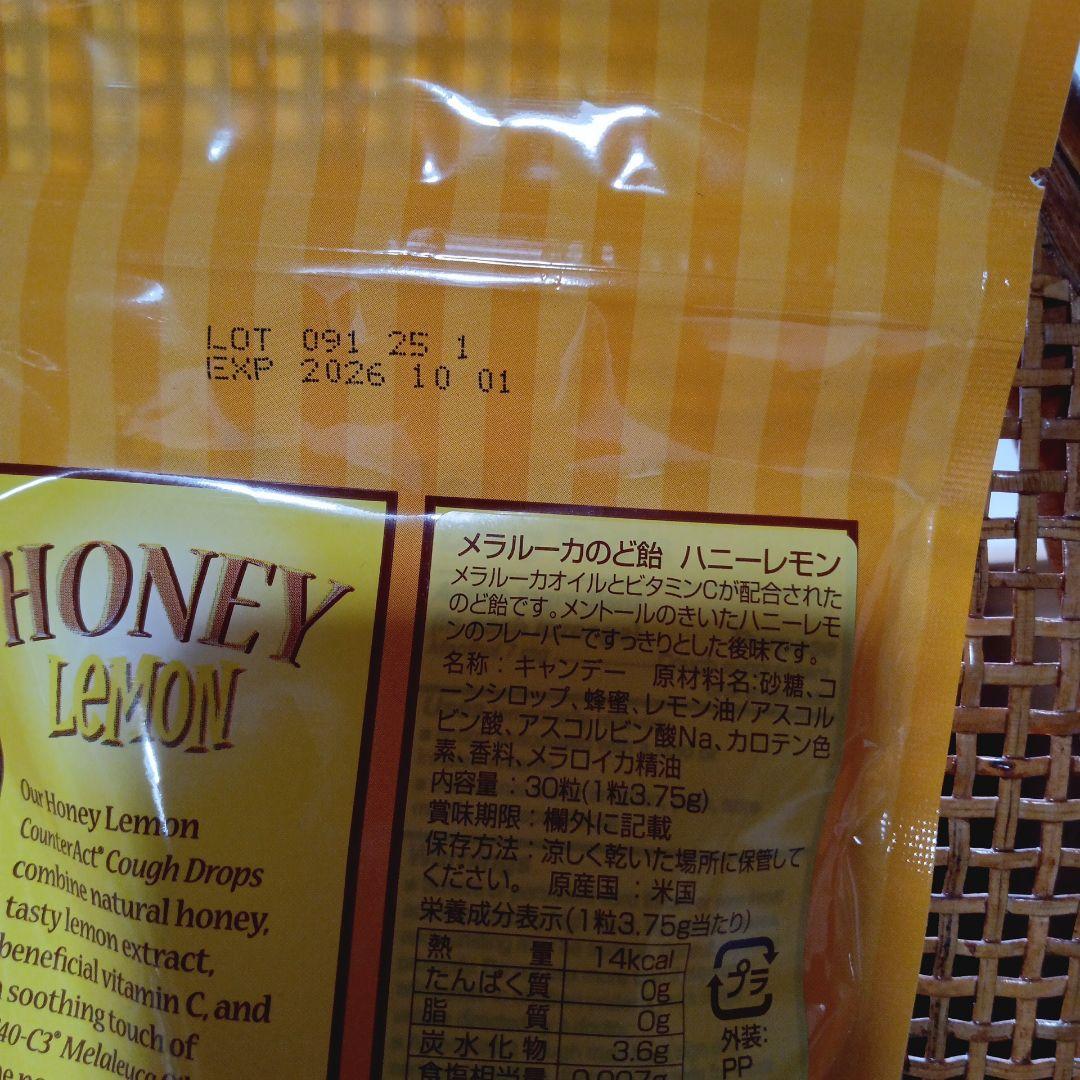 LOT 091 25 1
EXP 2026 10 01
HONEY
LeMON
Our Honey Lemon
CounterAct® Cough Drops
combine natural honey,
tasty lemon extract,
beneficial vitamin C, and
soothing touch of
40-C3® Melaleuca
メラルーカのど飴 ハニーレモン
メラルーカオイルとビタミンCが配合された
のど飴です。メントールのきいたハニーレモ
ンのフレーバーですっきりとした後味です。
名称:キャンデー 原材料名:砂糖、コ
ーンシロップ、蜂蜜、レモン油/アスコル
ビン酸、アスコルビン酸Na、カロテン色
素、香料、メラロイカ精油
内容量:30粒(1粒3.75g)
賞味期限:欄外に記載
保存方法:涼しく乾いた場所に保管して
ください。 原産国:米国
栄養成分表示(1粒3.75g当たり)
熱量 14kcal
たんぱく質 0g
脂質 0g
炭水化物 3.6g
食塩相当量 0.007g
プラ
外装:
PP